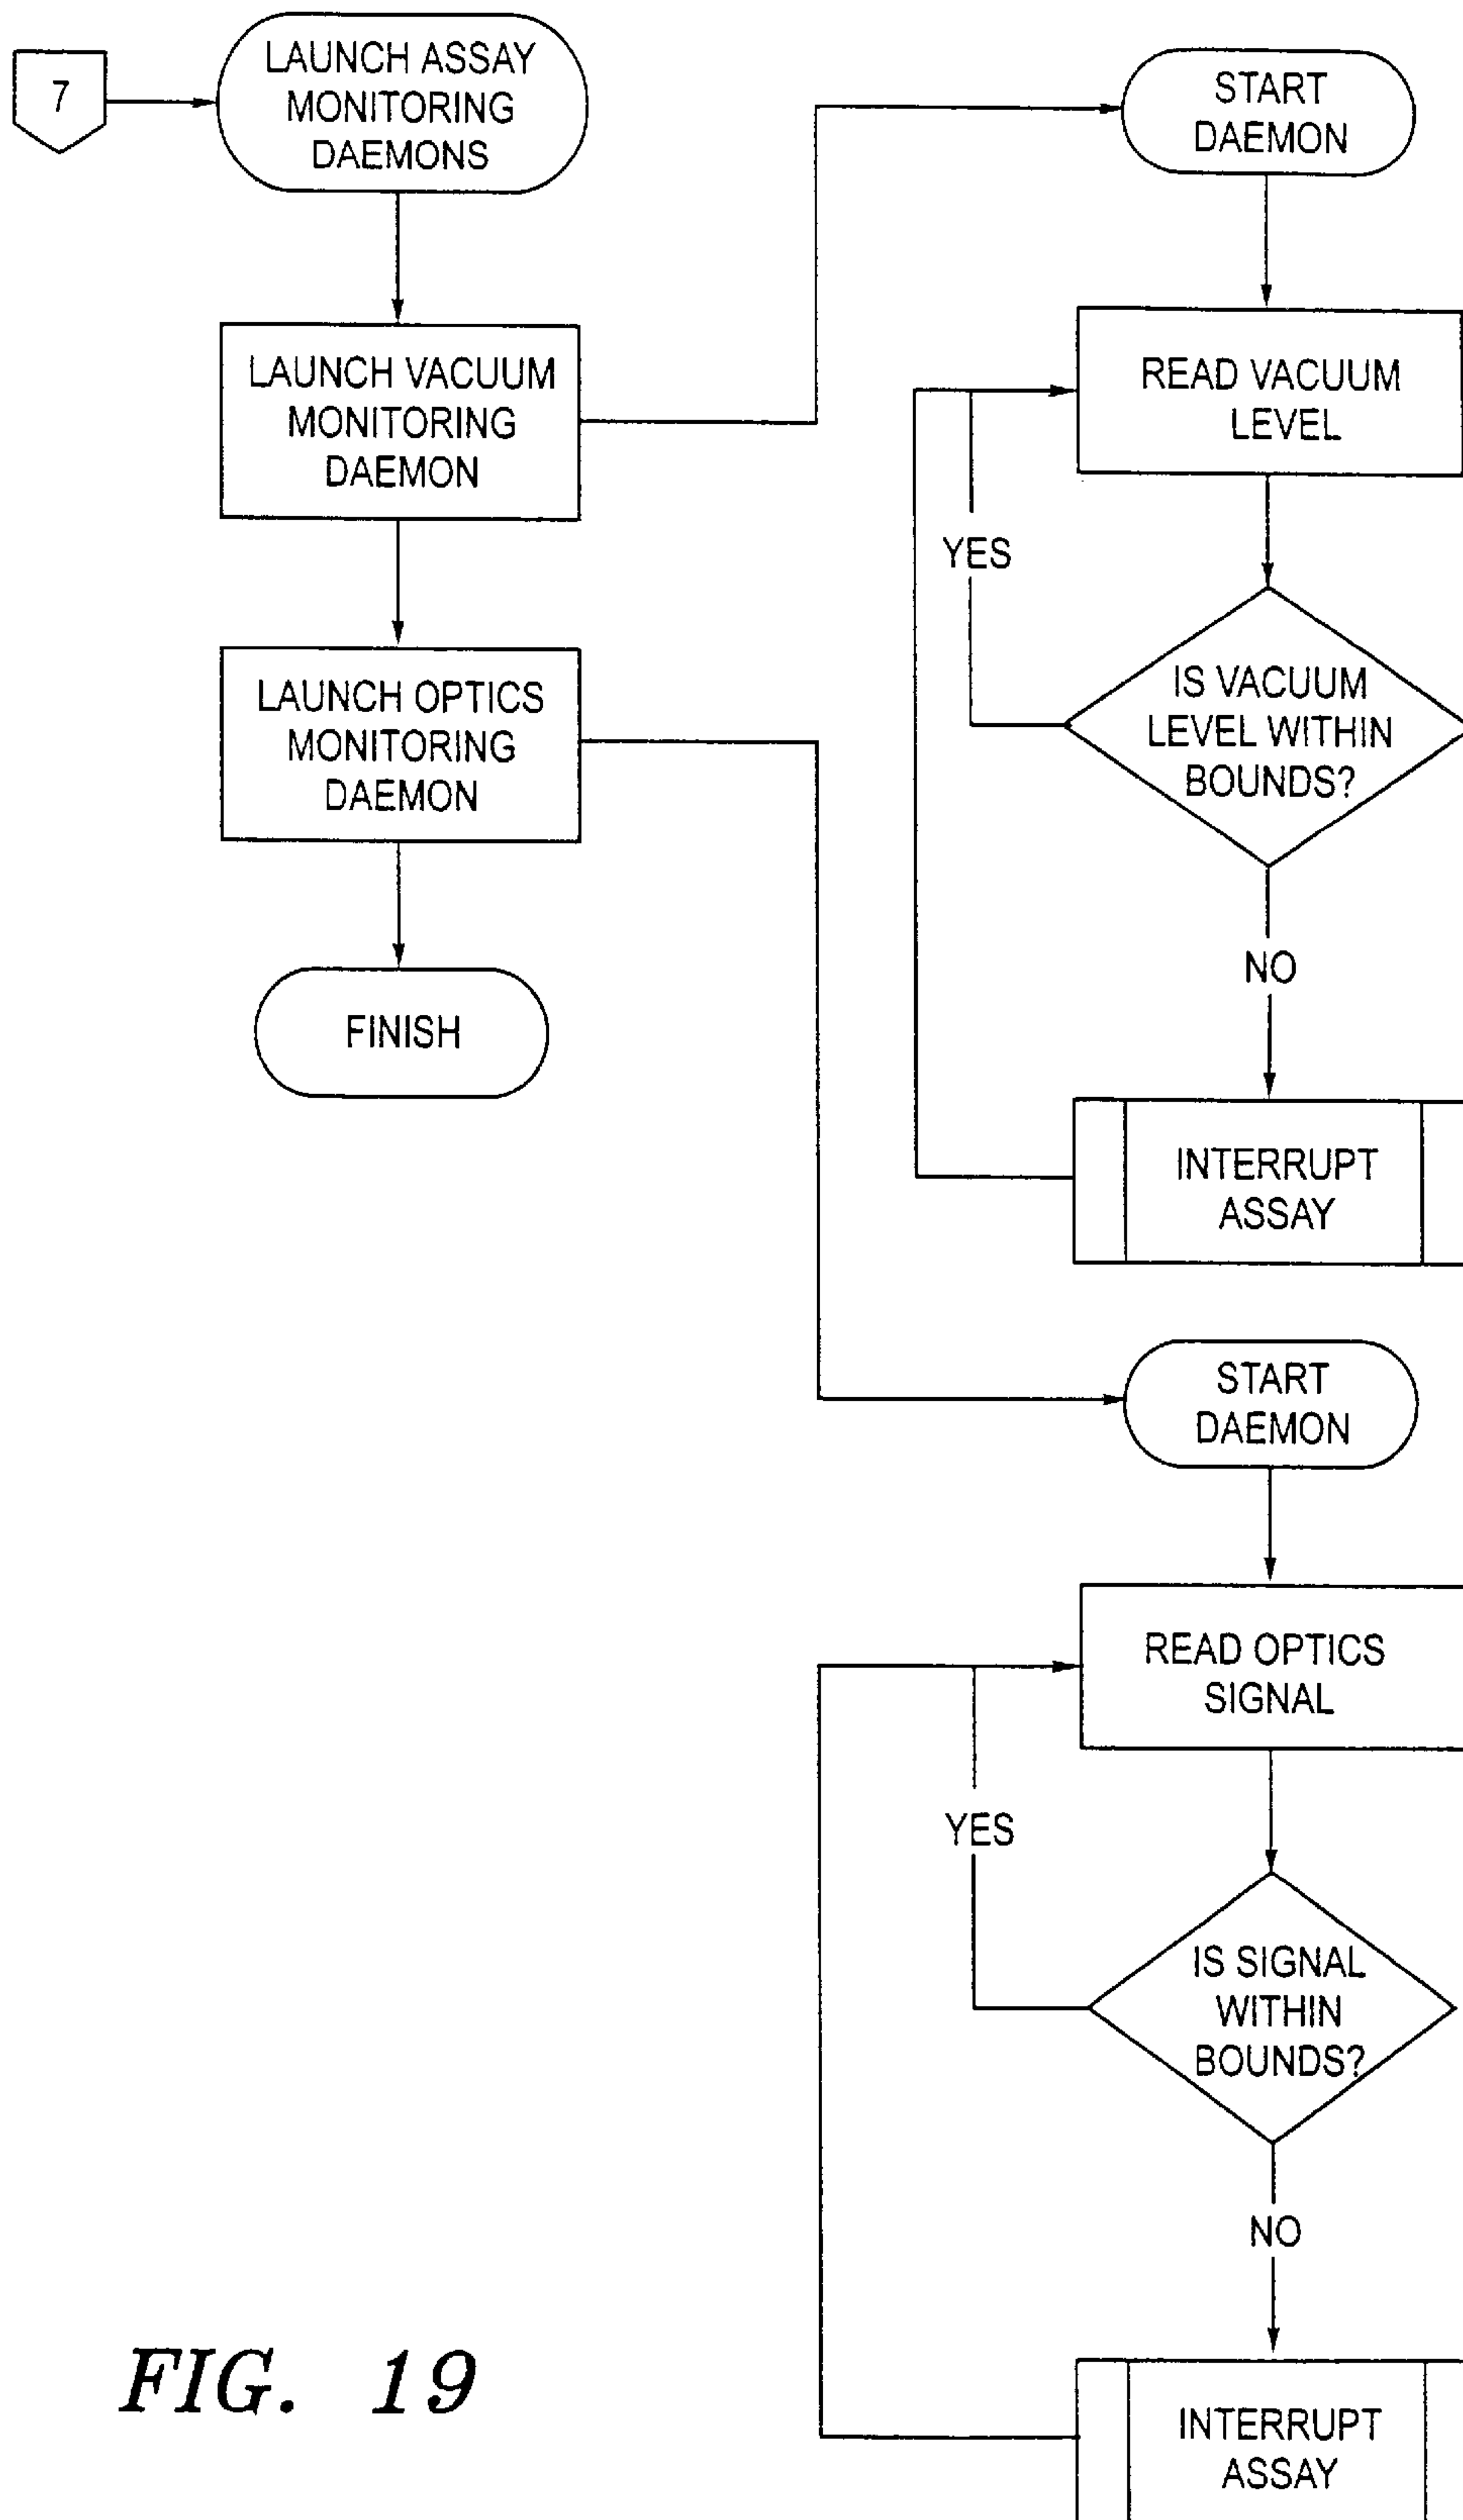 7
LAUNCH ASSAY
MONITORING
DAEMONS
LAUNCH VACUUM
MONITORING
DAEMON
LAUNCH OPTICS
MONITORING
DAEMON
FINISH
START
DAEMON
READ VACUUM
LEVEL
YES
IS VACUUM
LEVEL WITHIN
BOUNDS?
NO
INTERRUPT
ASSAY
START
DAEMON
READ OPTICS
SIGNAL
YES
IS SIGNAL
WITHIN
BOUNDS?
NO
INTERRUPT
ASSAY
FIG. 19